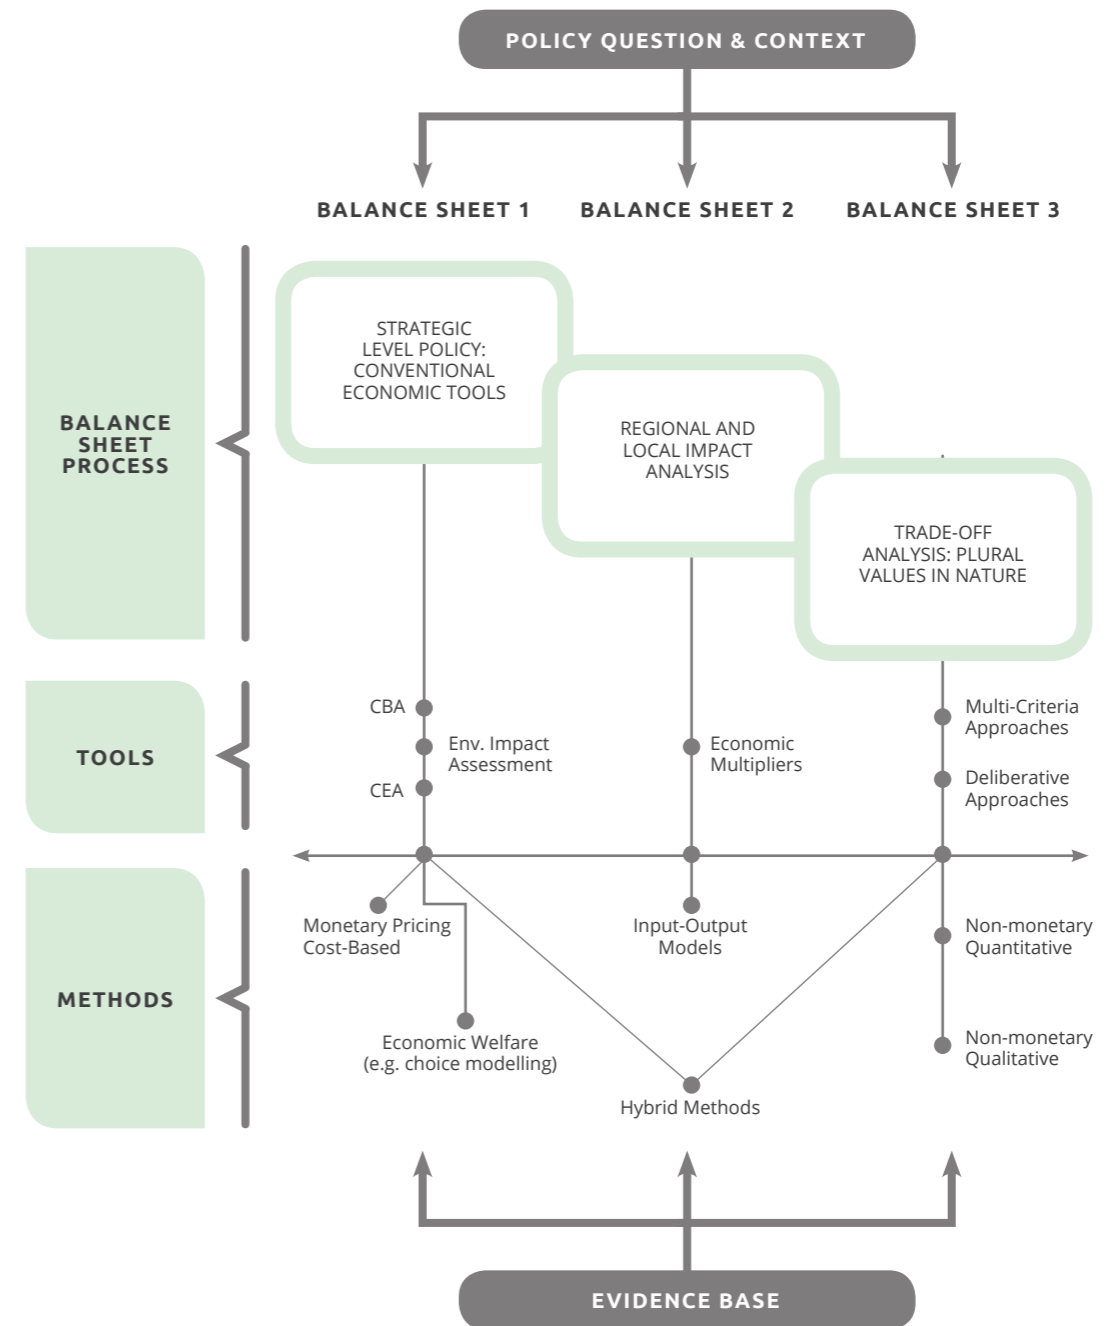 POLICY QUESTION & CONTEXT
BALANCE SHEET 1
BALANCE SHEET 2
BALANCE SHEET 3
BALANCE
SHEET
PROCESS
STRATEGIC
LEVEL POLICY:
CONVENTIONAL
ECONOMIC TOOLS
REGIONAL AND
LOCAL IMPACT
ANALYSIS
TRADE-OFF
ANALYSIS: PLURAL
VALUES IN NATURE
TOOLS
CBA
Env. Impact
Assessment
CEA
Economic
Multipliers
Multi-Criteria
Approaches
Deliberative
Approaches
METHODS
Monetary Pricing
Cost-Based
Economic Welfare
(e.g. choice modelling)
Input-Output
Models
Hybrid Methods
Non-monetary
Quantitative
Non-monetary
Qualitative
EVIDENCE BASE